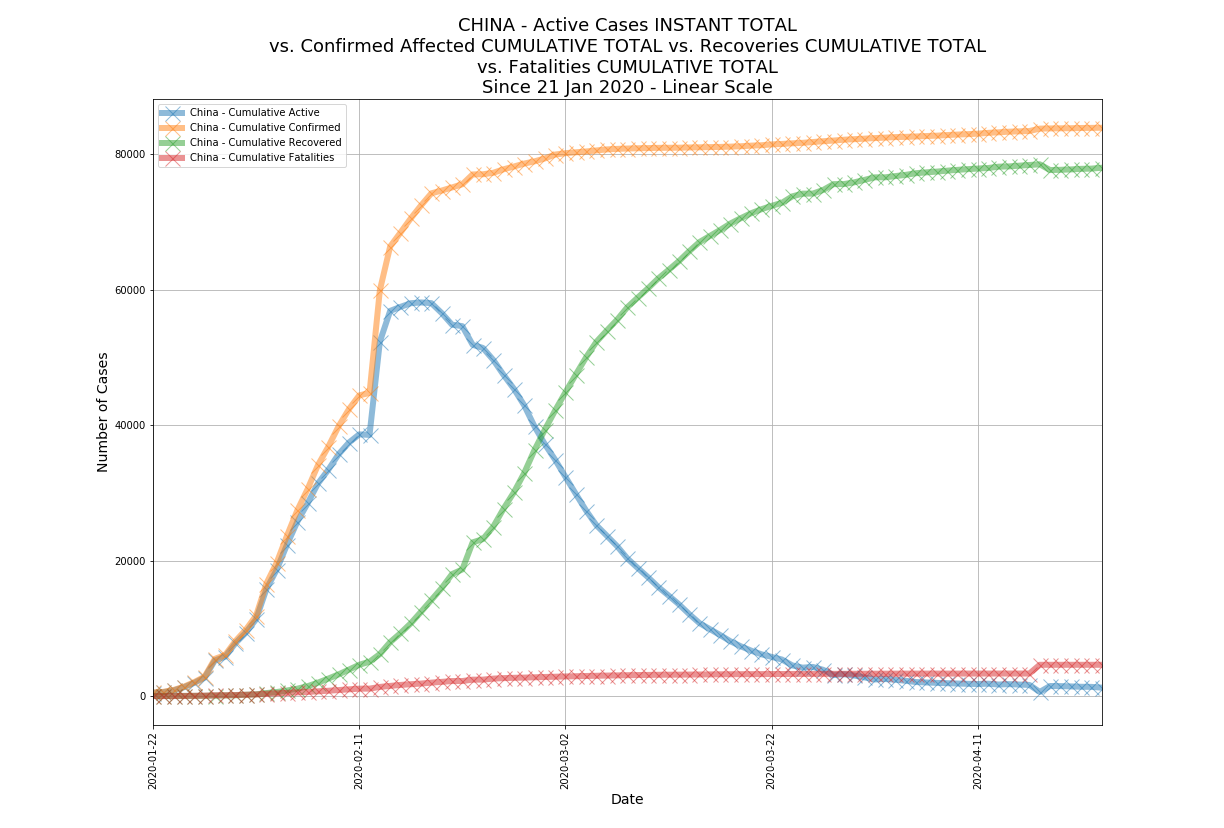 CHINA - Active Cases INSTANT TOTAL
vs. Confirmed Affected CUMULATIVE TOTAL vs. Recoveries CUMULATIVE TOTAL
vs. Fatalities CUMULATIVE TOTAL
Since 21 Jan 2020 - Linear Scale
China - Cumulative Active
China - Cumulative Confirmed
China - Cumulative Recovered
China - Cumulative Fatalities
80000
60000
40000
20000
0
Number of Cases
2020-01-22
2020-02-11
2020-03-02
2020-03-22
2020-04-11
Date